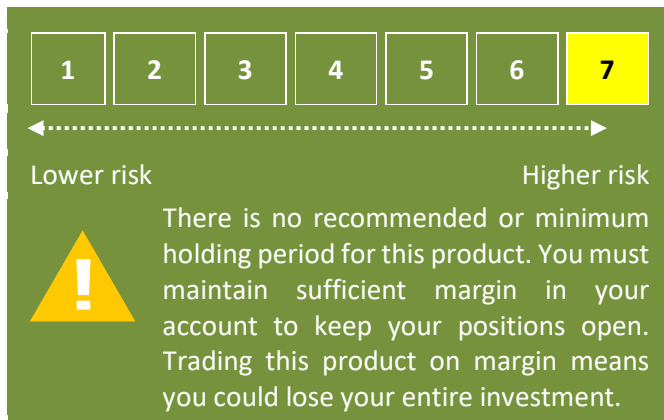 1 2 3 4 5 6 7
Lower risk Higher risk
There is no recommended or minimum
holding period for this product. You must
maintain sufficient margin in your
account to keep your positions open.
Trading this product on margin means
you could lose your entire investment.
!